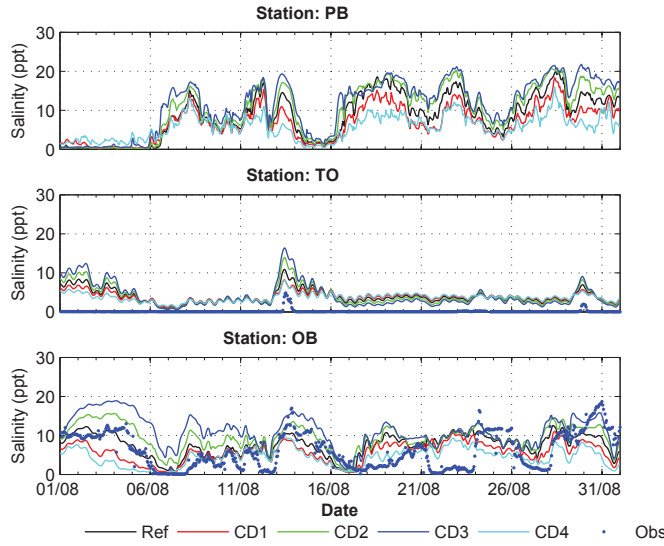 Station: PB
30
20
10
0
Salinity (ppt)
Station: TO
30
20
10
0
Salinity (ppt)
Station: OB
30
20
10
0
Salinity (ppt)
01/08 06/08 11/08 16/08 21/08 26/08 31/08
Date
Ref CD1 CD2 CD3 CD4 Obs